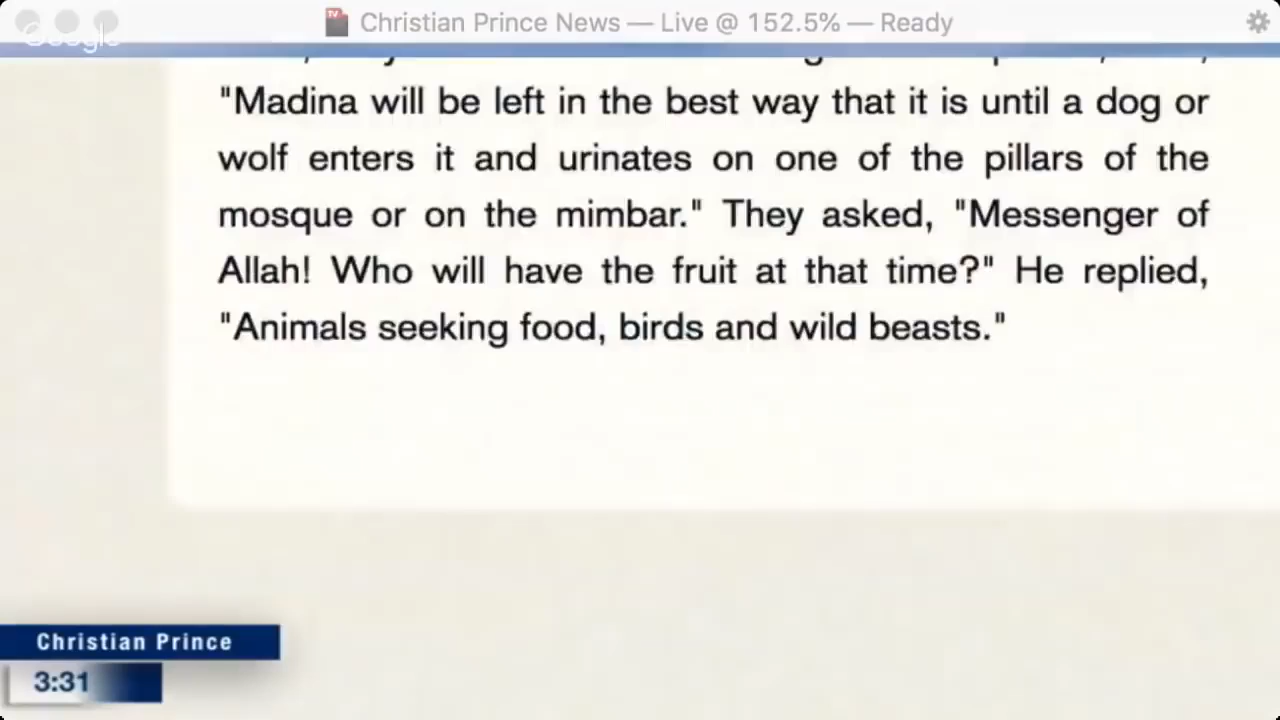 Christian Prince News — Live @ 152.5% — Ready
Google
"Madina will be left in the best way that it is until a dog or
wolf enters it and urinates on one of the pillars of the
mosque or on the mimbar." They asked, "Messenger of
Allah! Who will have the fruit at that time?" He replied,
"Animals seeking food, birds and wild beasts."
Christian Prince
3:31